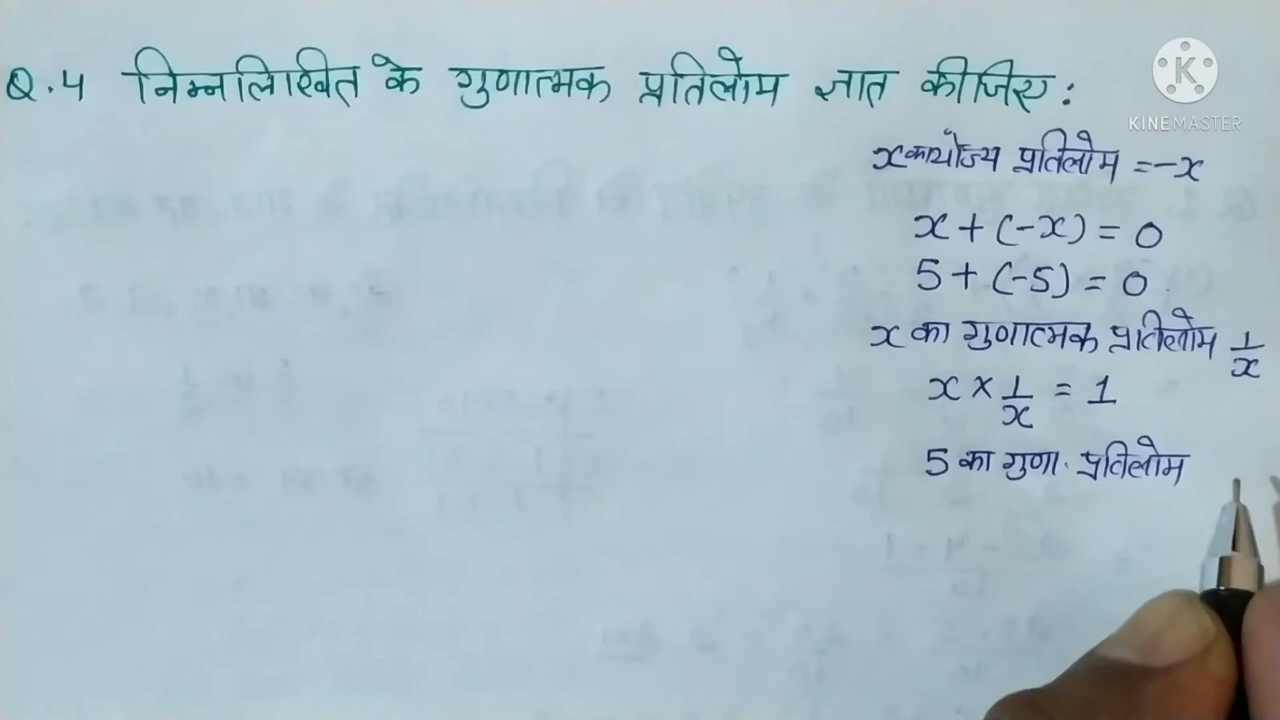 Q.4 निम्नलिखित के गुणात्मक प्रतिलोम ज्ञात कीजिए:
K
KINEMASTER
x का योज्य प्रतिलोम = -x
x + (-x) = 0
5 + (-5) = 0
x का गुणात्मक प्रतिलोम 1/x
x × 1/x = 1
5 का गुणा. प्रतिलोम